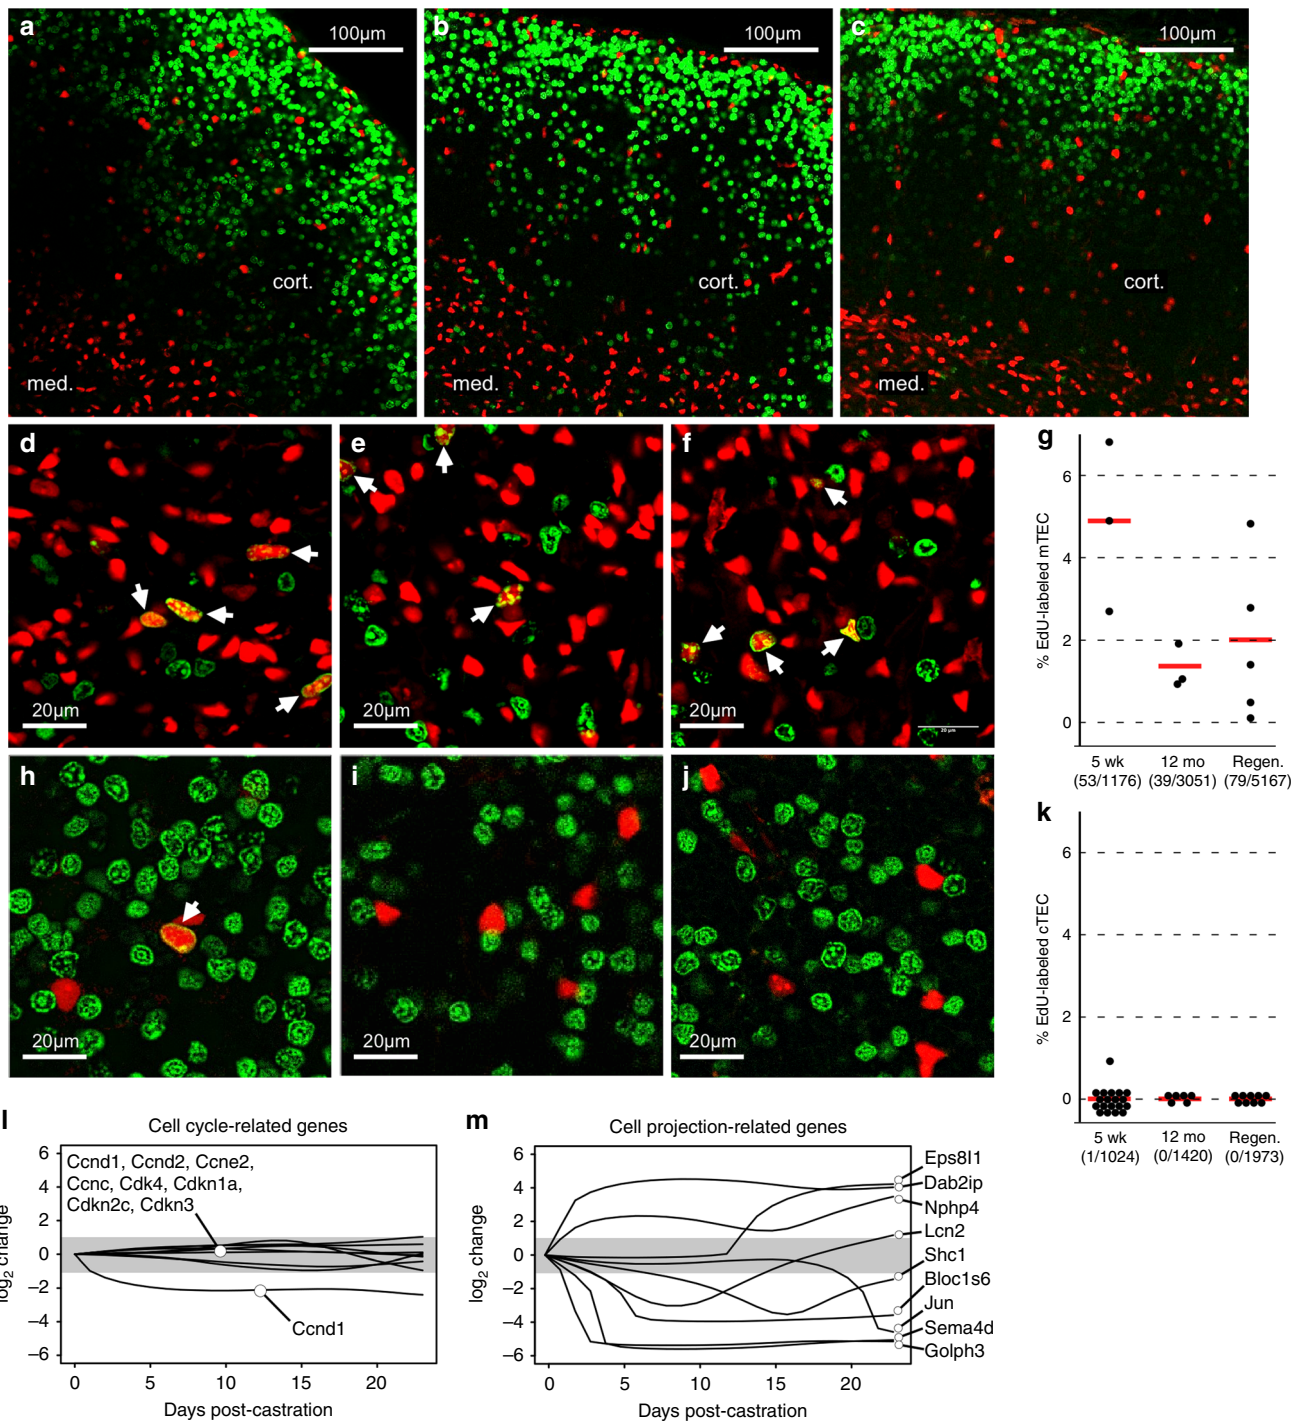 a
100µm
cort.
med.
b
100µm
cort.
med.
c
100µm
cort.
med.
d
20µm
e
20µm
f
20µm
20 µm
g
% EdU-labeled mTEC
6
4
2
0
5 wk 12 mo Regen.
(53/1176) (39/3051) (79/5167)
h
20µm
i
20µm
j
20µm
k
% EdU-labeled cTEC
6
4
2
0
5 wk 12 mo Regen.
(1/1024) (0/1420) (0/1973)
l
Cell cycle-related genes
log2 change
6
4
2
0
−2
−4
−6
Ccnd1, Ccnd2, Ccne2,
Ccnc, Cdk4, Cdkn1a,
Cdkn2c, Cdkn3
Ccnd1
0 5 10 15 20
Days post-castration
m
Cell projection-related genes
log2 change
6
4
2
0
−2
−4
−6
Eps8l1
Dab2ip
Nphp4
Lcn2
Shc1
Bloc1s6
Jun
Sema4d
Golph3
0 5 10 15 20
Days post-castration